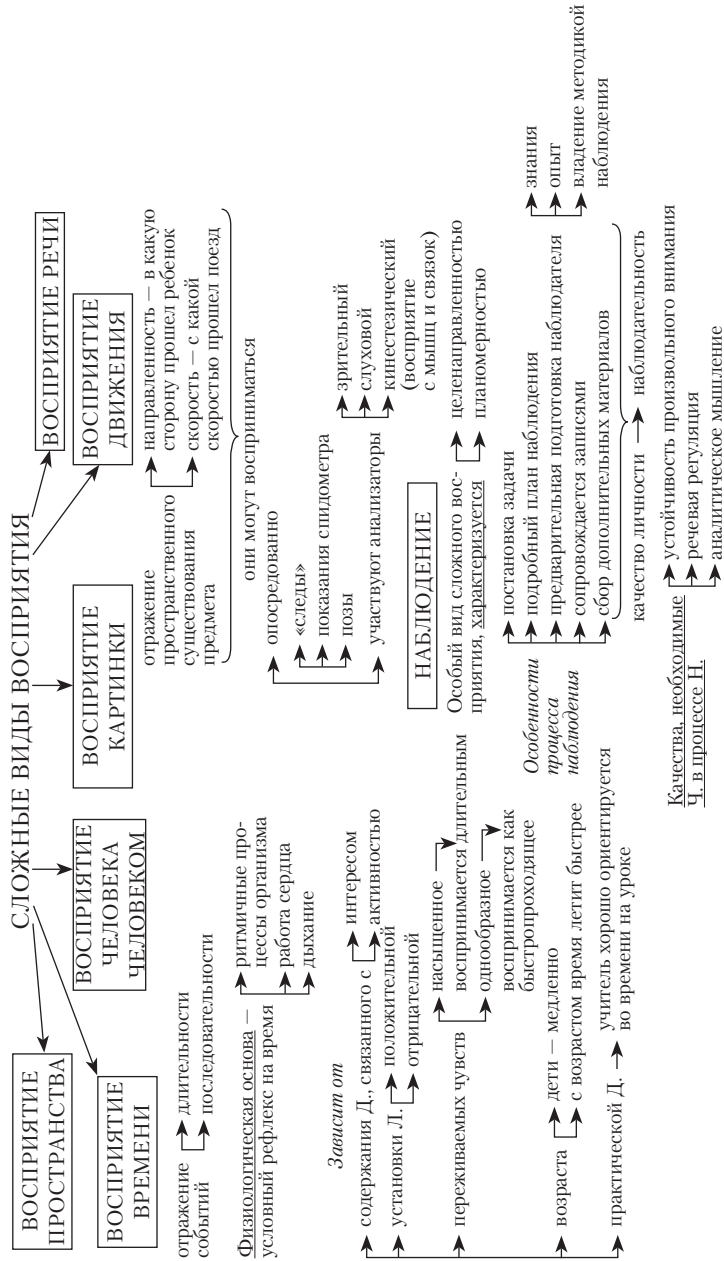 СЛОЖНЫЕ ВИДЫ ВОСПРИЯТИЯ
ВОСПРИЯТИЕ
ПРОСТРАНСТВА
ВОСПРИЯТИЕ
ВРЕМЕНИ
ВОСПРИЯТИЕ
ЧЕЛОВЕКА
ЧЕЛОВЕКОМ
ВОСПРИЯТИЕ
КАРТИНКИ
ВОСПРИЯТИЕ РЕЧИ
ВОСПРИЯТИЕ
ДВИЖЕНИЯ
отражение
событий
длительности
последовательности
Физиологическая основа —
условный рефлекс на время
ритмичные про-
цессы организма
работа сердца
дыхание
Зависит от
содержания Д., связанного с
интересом
активностью
установки Л.
положительной
отрицательной
переживаемых чувств
насыщенное
воспринимается длительным
однообразное
воспринимается как
быстропроходящее
возраста
дети — медленно
с возрастом время летит быстрее
практической Д.
учитель хорошо ориентируется
во времени на уроке
отражение
пространственного
существования
предмета
направленность — в какую
сторону прошел ребенок
скорость — с какой
скоростью прошел поезд
они могут восприниматься
опосредованно
«следы»
показания спидометра
позы
участвуют анализаторы
зрительный
слуховой
кинестезический
(восприятие
с мышц и связок)
НАБЛЮДЕНИЕ
Особый вид сложного вос-
приятия, характеризуется
целенаправленностью
планомерностью
Особенности
процесса
наблюдения
постановка задачи
подробный план наблюдения
предварительная подготовка наблюдателя
сопровождается записями
сбор дополнительных материалов
знания
опыт
владение методикой
наблюдения
качество личности
наблюдательность
Качества, необходимые
Ч. в процессе Н.
устойчивость произвольного внимания
речевая регуляция
аналитическое мышление